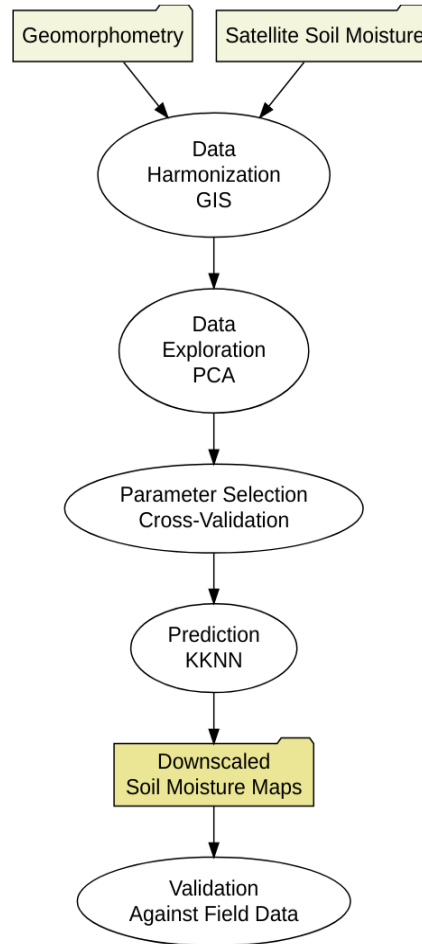 Geomorphometry
Satellite Soil Moisture
Data
Harmonization
GIS
Data
Exploration
PCA
Parameter Selection
Cross-Validation
Prediction
KKNN
Downscaled
Soil Moisture Maps
Validation
Against Field Data